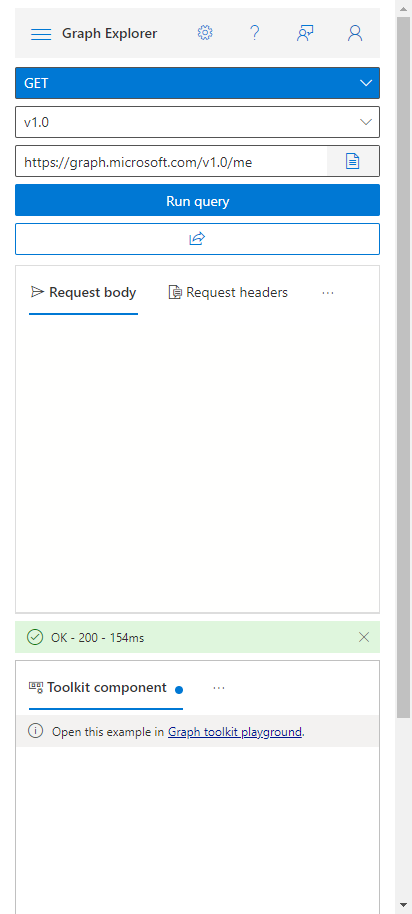 Graph Explorer
GET
v1.0
https://graph.microsoft.com/v1.0/me
Run query
Request body Request headers ...
OK - 200 - 154ms
Toolkit component ...
Open this example in Graph toolkit playground.